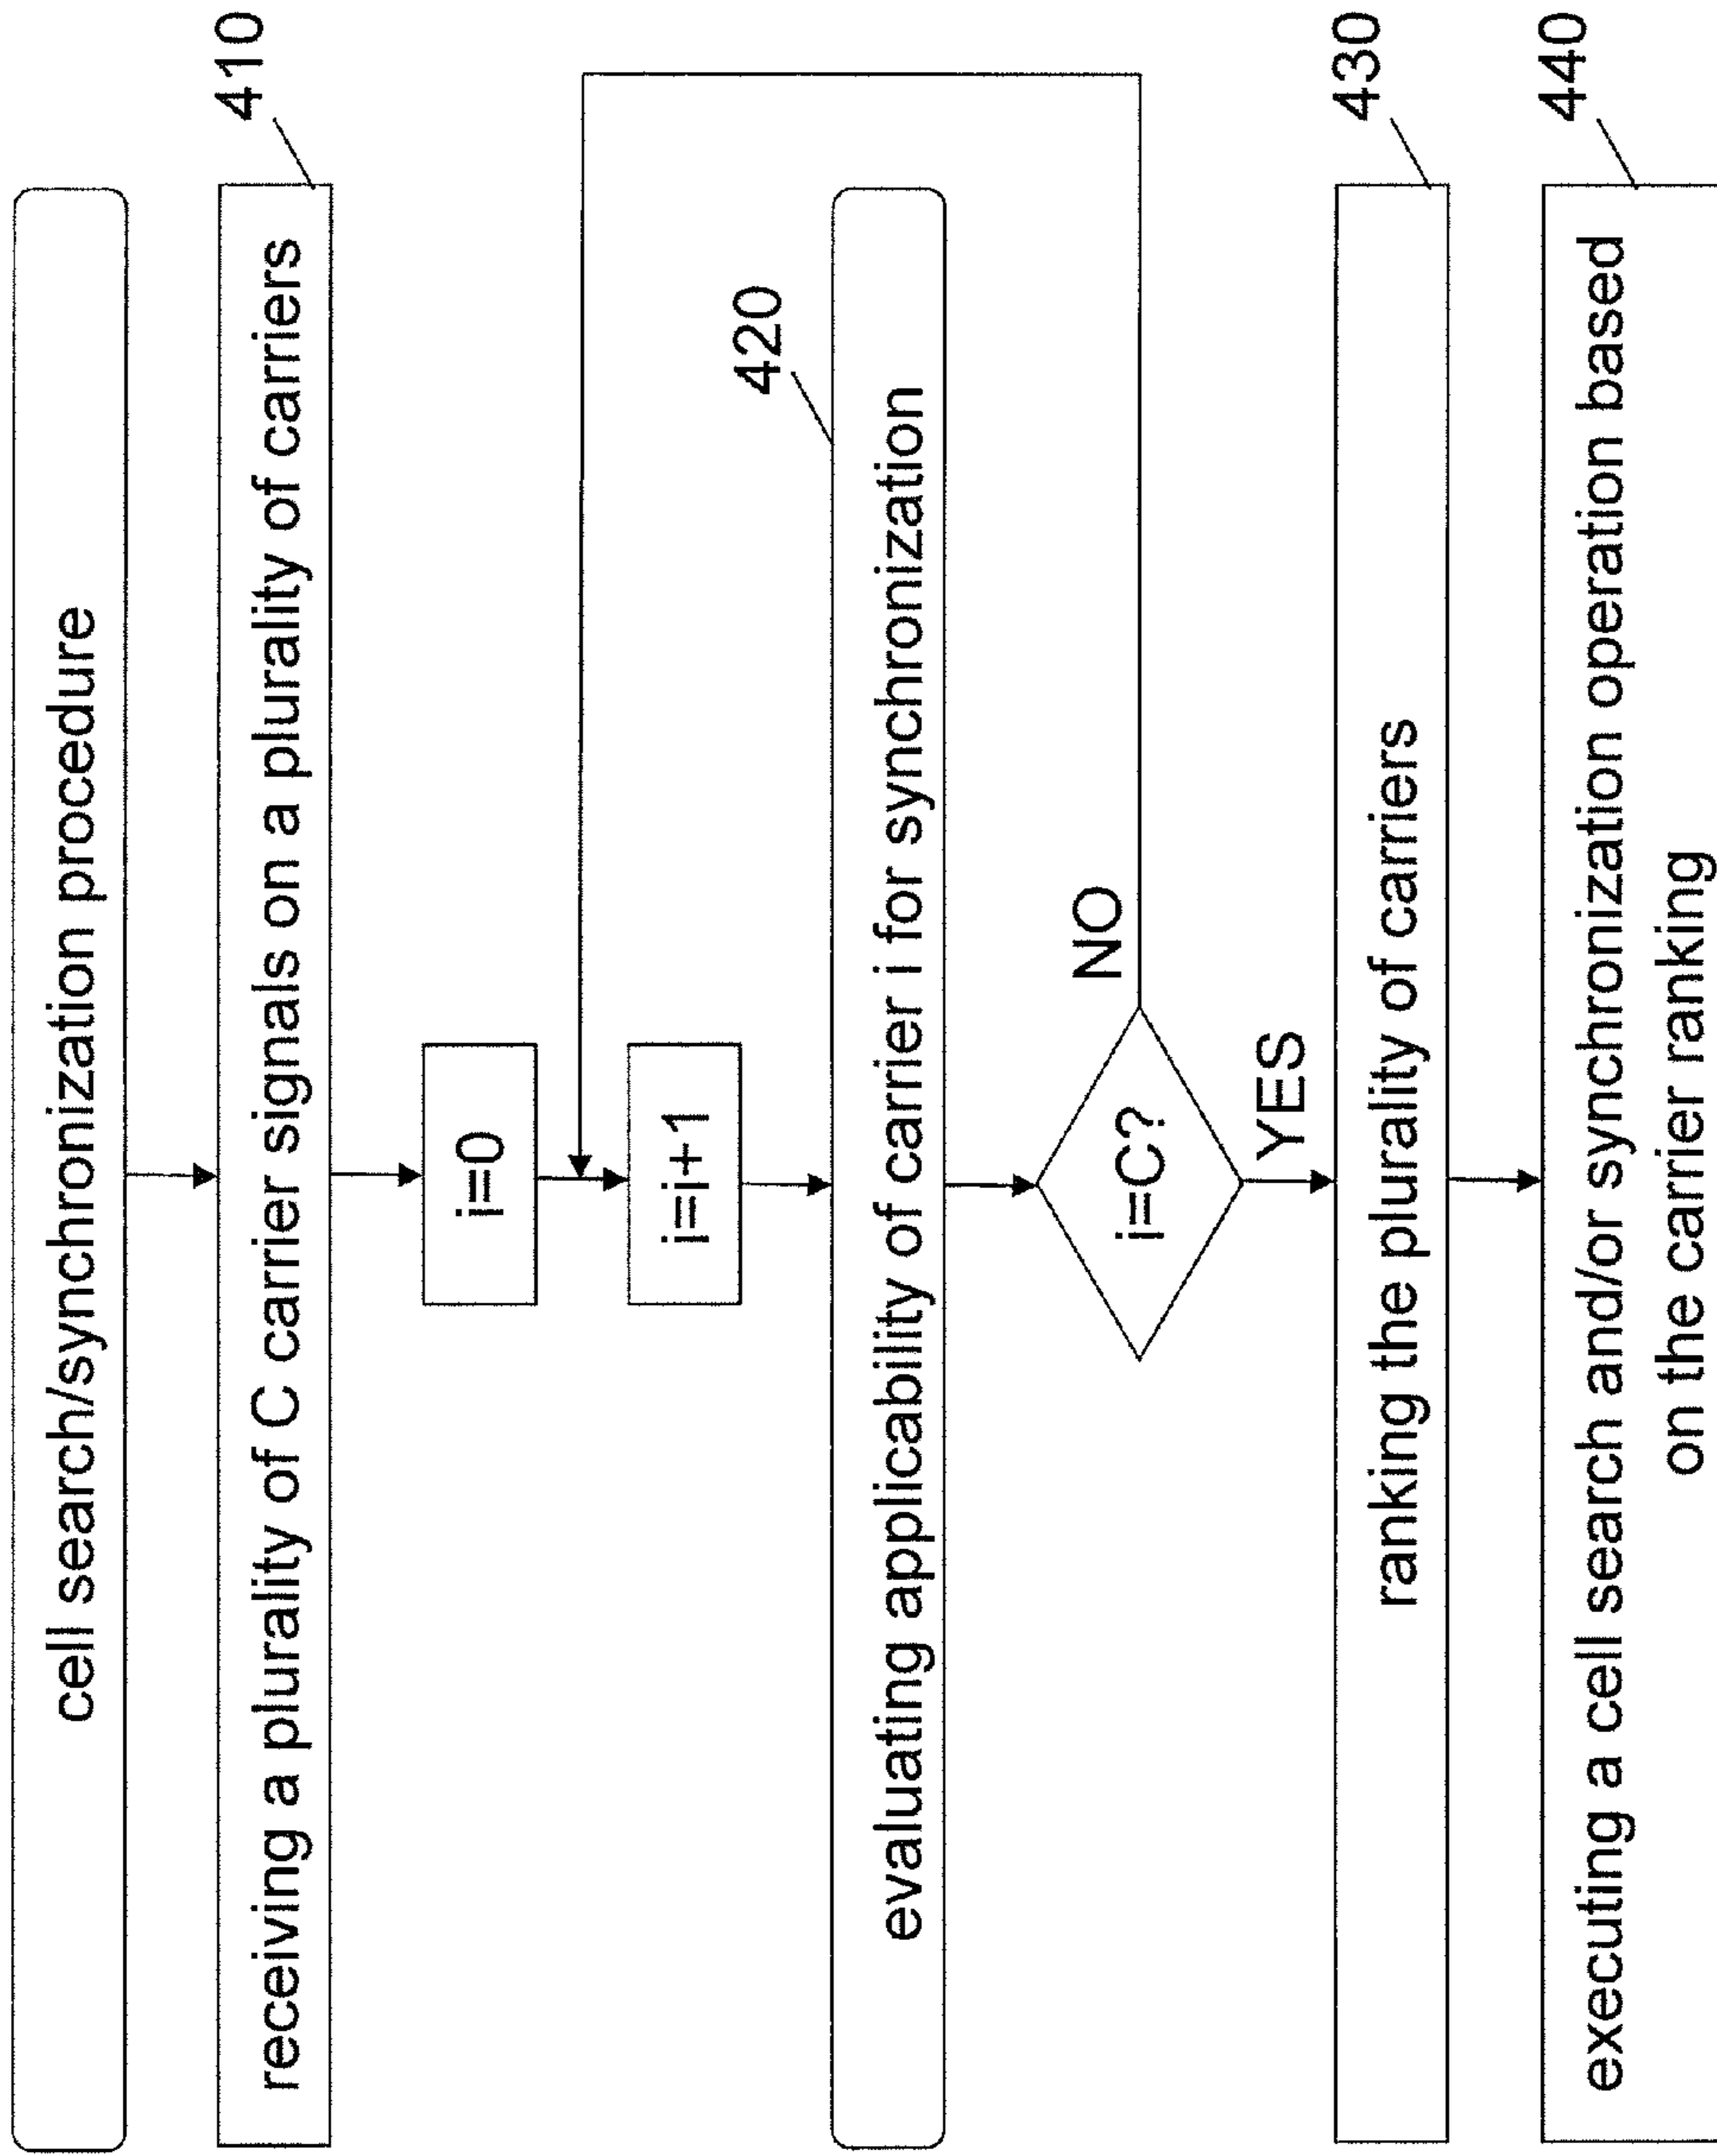 cell search/synchronization procedure
410
receiving a plurality of C carrier signals on a plurality of carriers
i=0
i=i+1
420
evaluating applicability of carrier i for synchronization
i=C?
NO
YES
430
ranking the plurality of carriers
440
executing a cell search and/or synchronization operation based
on the carrier ranking